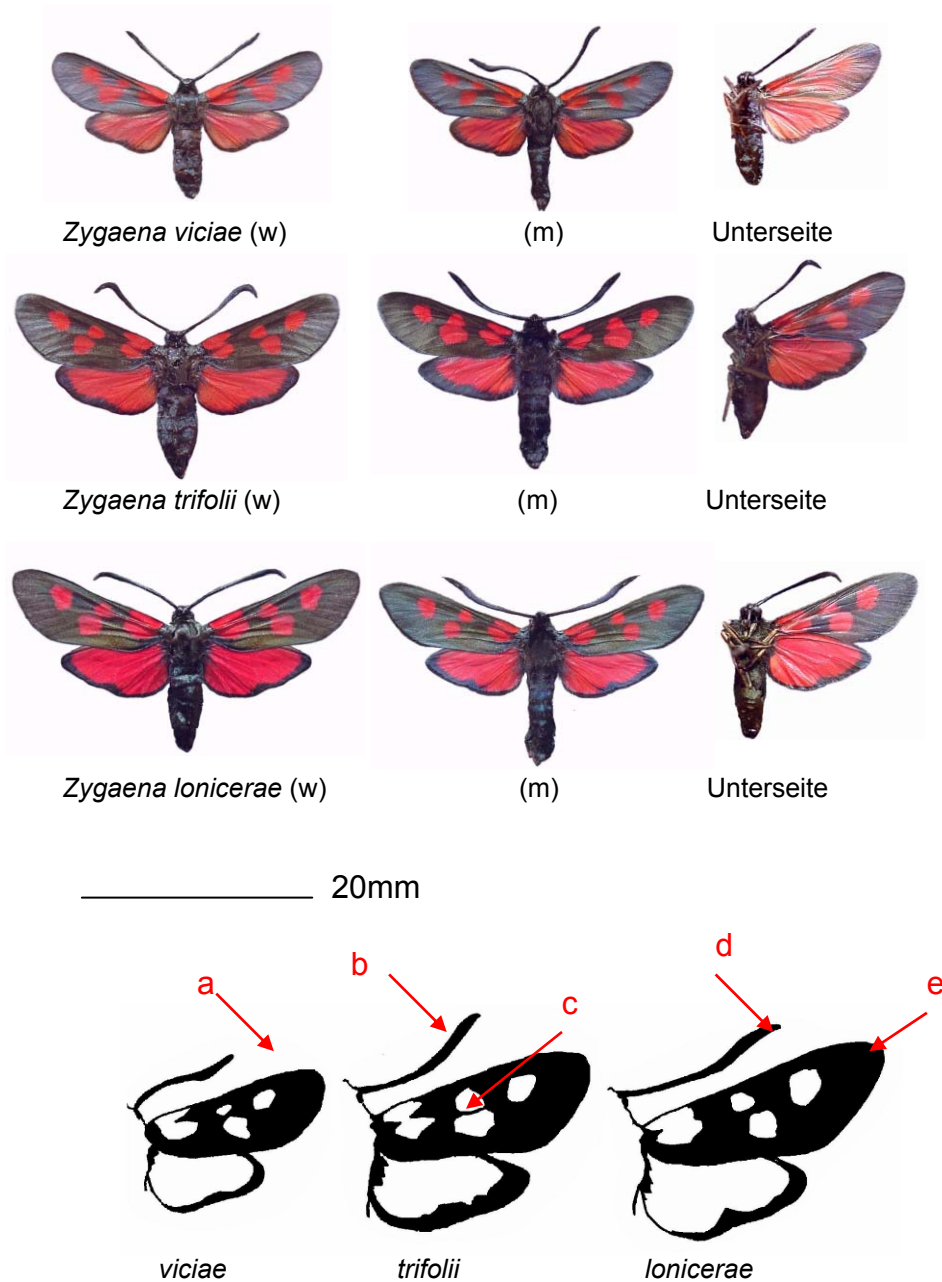 Zygaena viciae (w) (m) Unterseite
Zygaena trifolii (w) (m) Unterseite
Zygaena lonicerae (w) (m) Unterseite
20mm
a b c d e
viciae trifolii lonicerae